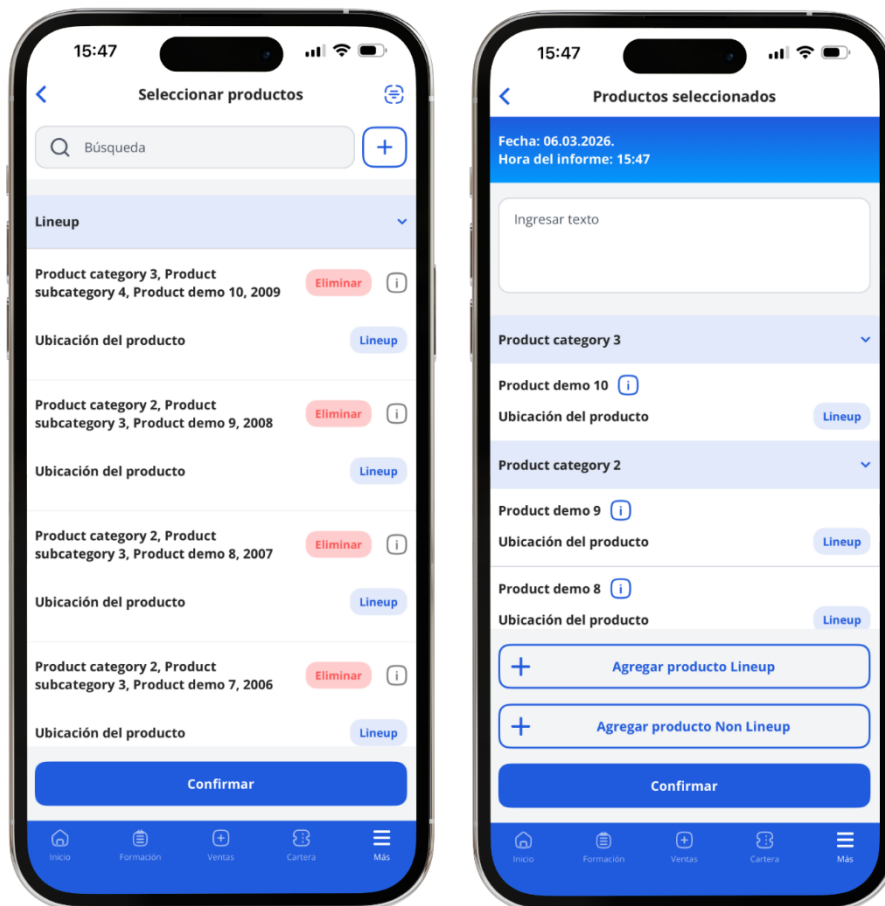 15:47
Seleccionar productos
Búsqueda
Lineup
Product category 3, Product
subcategory 4, Product demo 10, 2009
Eliminar
Ubicación del producto
Lineup
Product category 2, Product
subcategory 3, Product demo 9, 2008
Eliminar
Ubicación del producto
Lineup
Product category 2, Product
subcategory 3, Product demo 8, 2007
Eliminar
Ubicación del producto
Lineup
Product category 2, Product
subcategory 3, Product demo 7, 2006
Eliminar
Ubicación del producto
Lineup
Confirmar
Inicio
Formación
Ventas
Cartera
Más
15:47
Productos seleccionados
Fecha: 06.03.2026.
Hora del informe: 15:47
Ingresar texto
Product category 3
Product demo 10
Ubicación del producto
Lineup
Product category 2
Product demo 9
Ubicación del producto
Lineup
Product demo 8
Ubicación del producto
Lineup
Agregar producto Lineup
Agregar producto Non Lineup
Confirmar
Inicio
Formación
Ventas
Cartera
Más